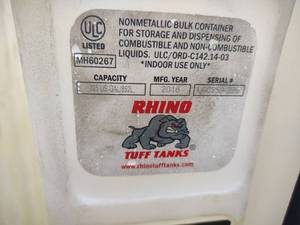 ULC
LISTED
MH60267
NONMETALLIC BULK CONTAINER
FOR STORAGE AND DISPENSING OF
COMBUSTIBLE AND NON-COMBUSTIBLE
LIQUIDS. ULC/ORD-C142.14-03
*INDOOR USE ONLY*
CAPACITY MFG. YEAR SERIAL #
2016
RHINO
TUFF TANKS
www.rhinotufftanks.com